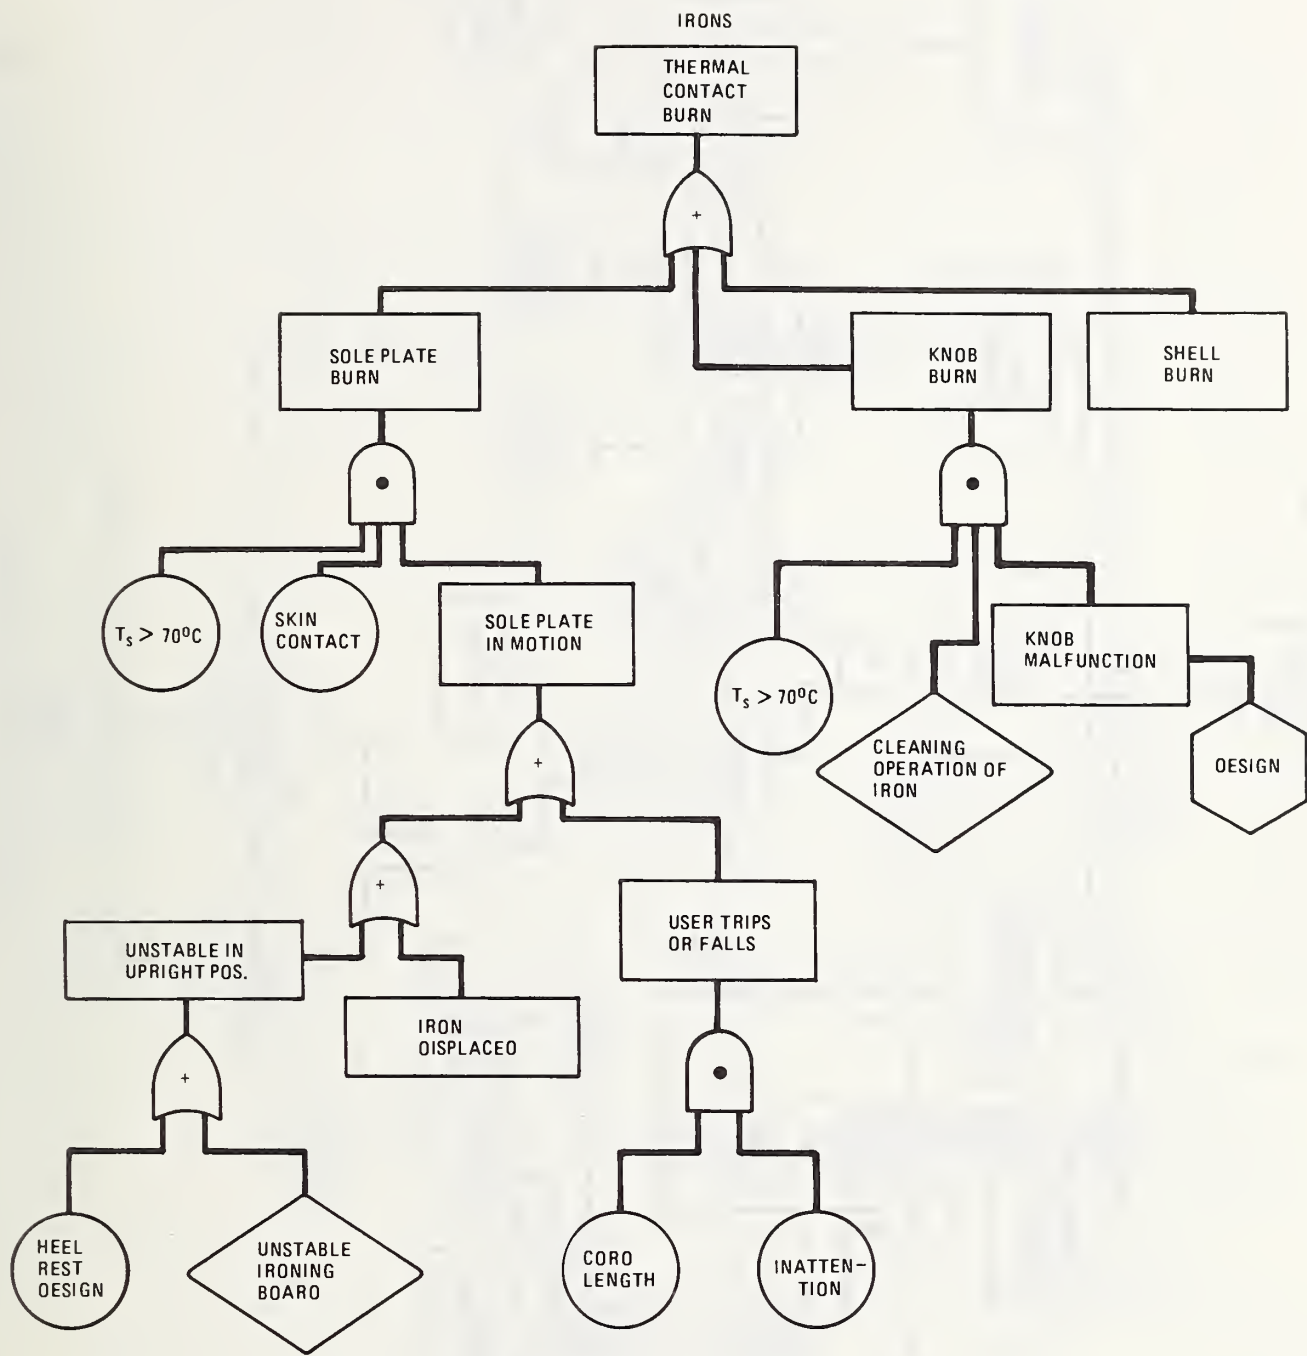 IRONS
THERMAL
CONTACT
BURN
+
SOLE PLATE
BURN
KNOB
BURN
SHELL
BURN
Ts > 70°C
SKIN
CONTACT
SOLE PLATE
IN MOTION
Ts > 70°C
CLEANING
OPERATION OF
IRON
KNOB
MALFUNCTION
OESIGN
+
+
UNSTABLE IN
UPRIGHT POS.
IRON
OISPLACEO
USER TRIPS
OR FALLS
+
HEEL
REST
OESIGN
UNSTABLE
IRONING
BOARO
CORO
LENGTH
INATTEN-
TION